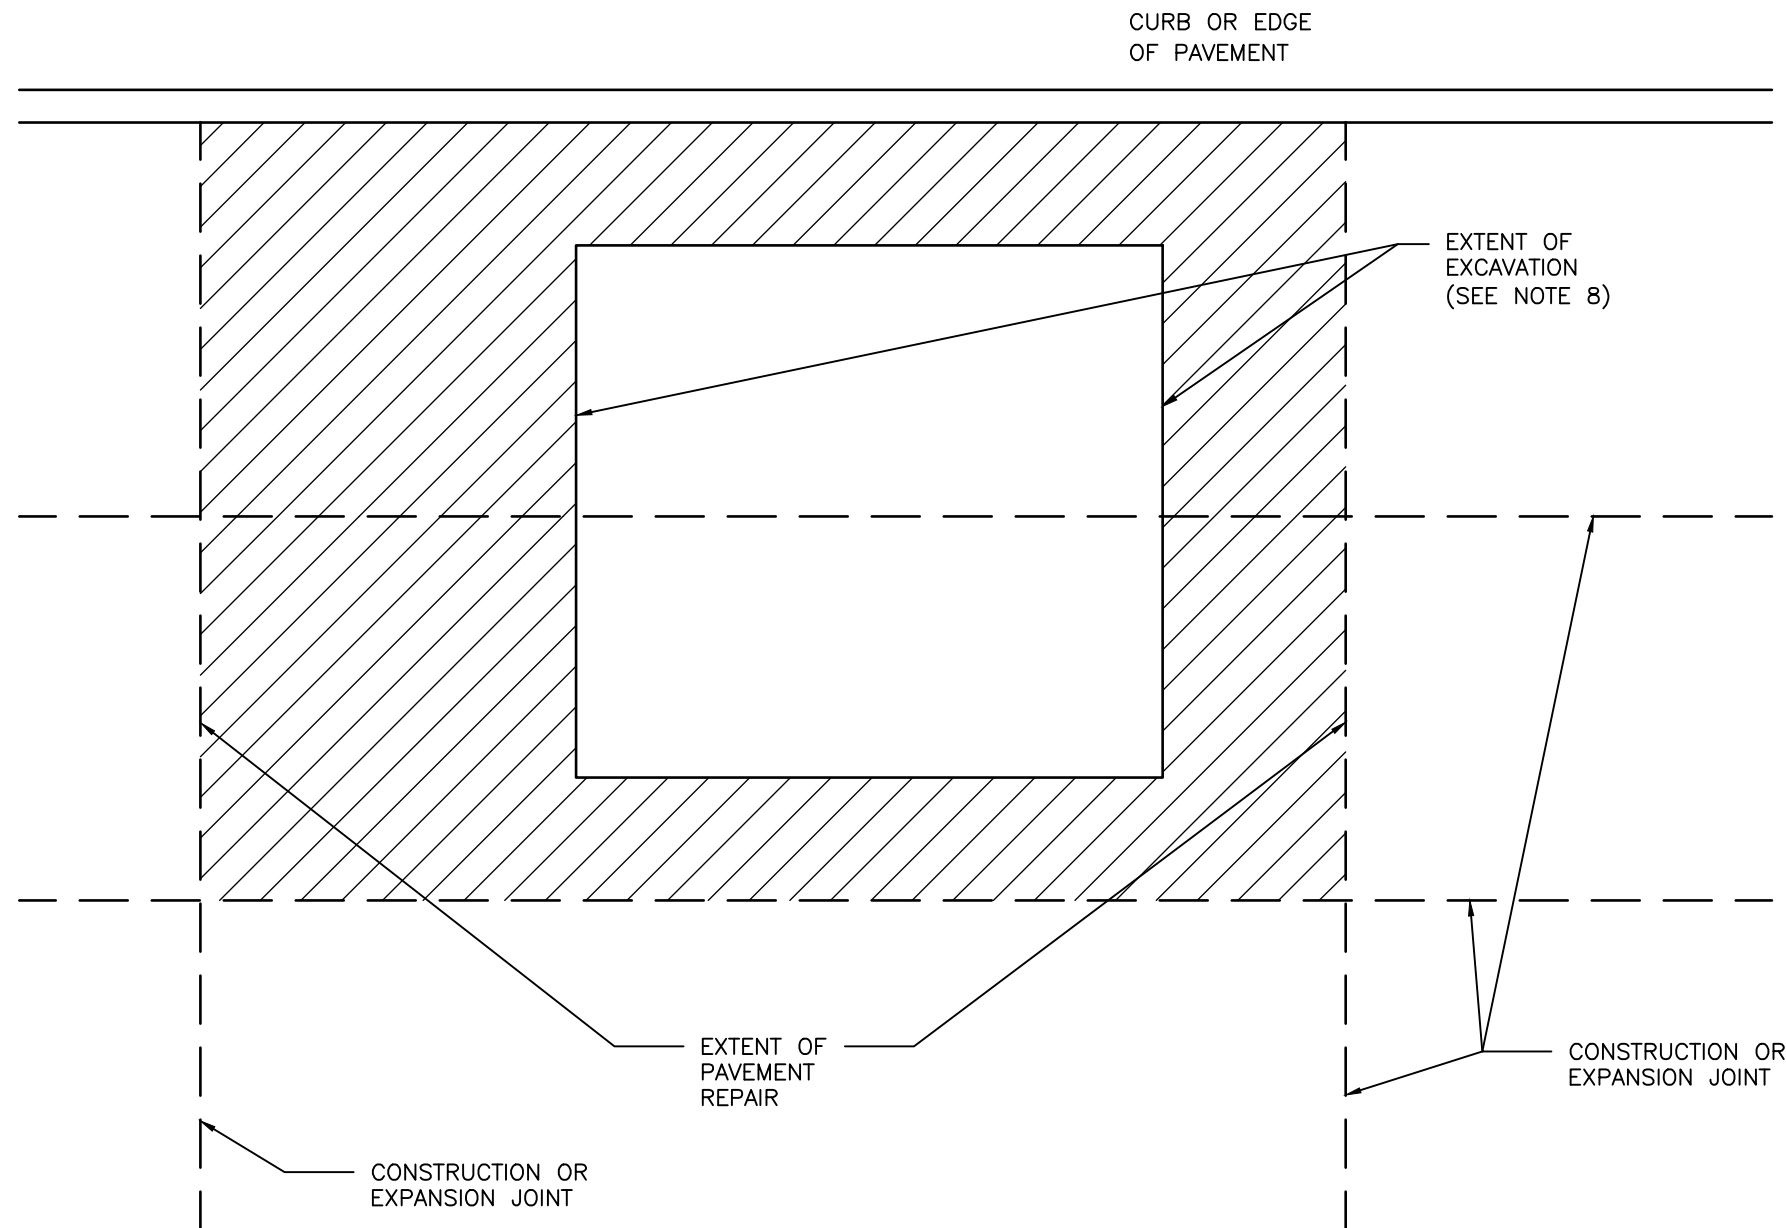 CURB OR EDGE
OF PAVEMENT
EXTENT OF
EXCAVATION
(SEE NOTE 8)
EXTENT OF
PAVEMENT
REPAIR
CONSTRUCTION OR
EXPANSION JOINT
CONSTRUCTION OR
EXPANSION JOINT